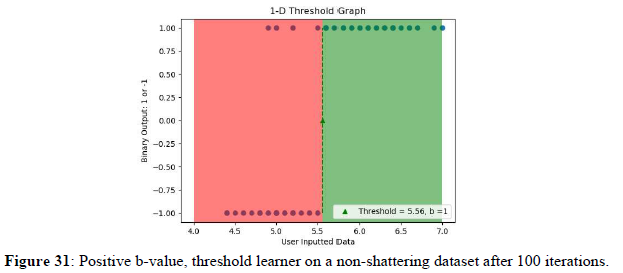 1-D Threshold Graph
1.00
0.75
0.50
0.25
0.00
−0.25
−0.50
−0.75
−1.00
Binary Output: 1 or -1
Threshold = 5.56, b =1
4.0 4.5 5.0 5.5 6.0 6.5 7.0
User Inputted Data
Figure 31: Positive b-value, threshold learner on a non-shattering dataset after 100 iterations.